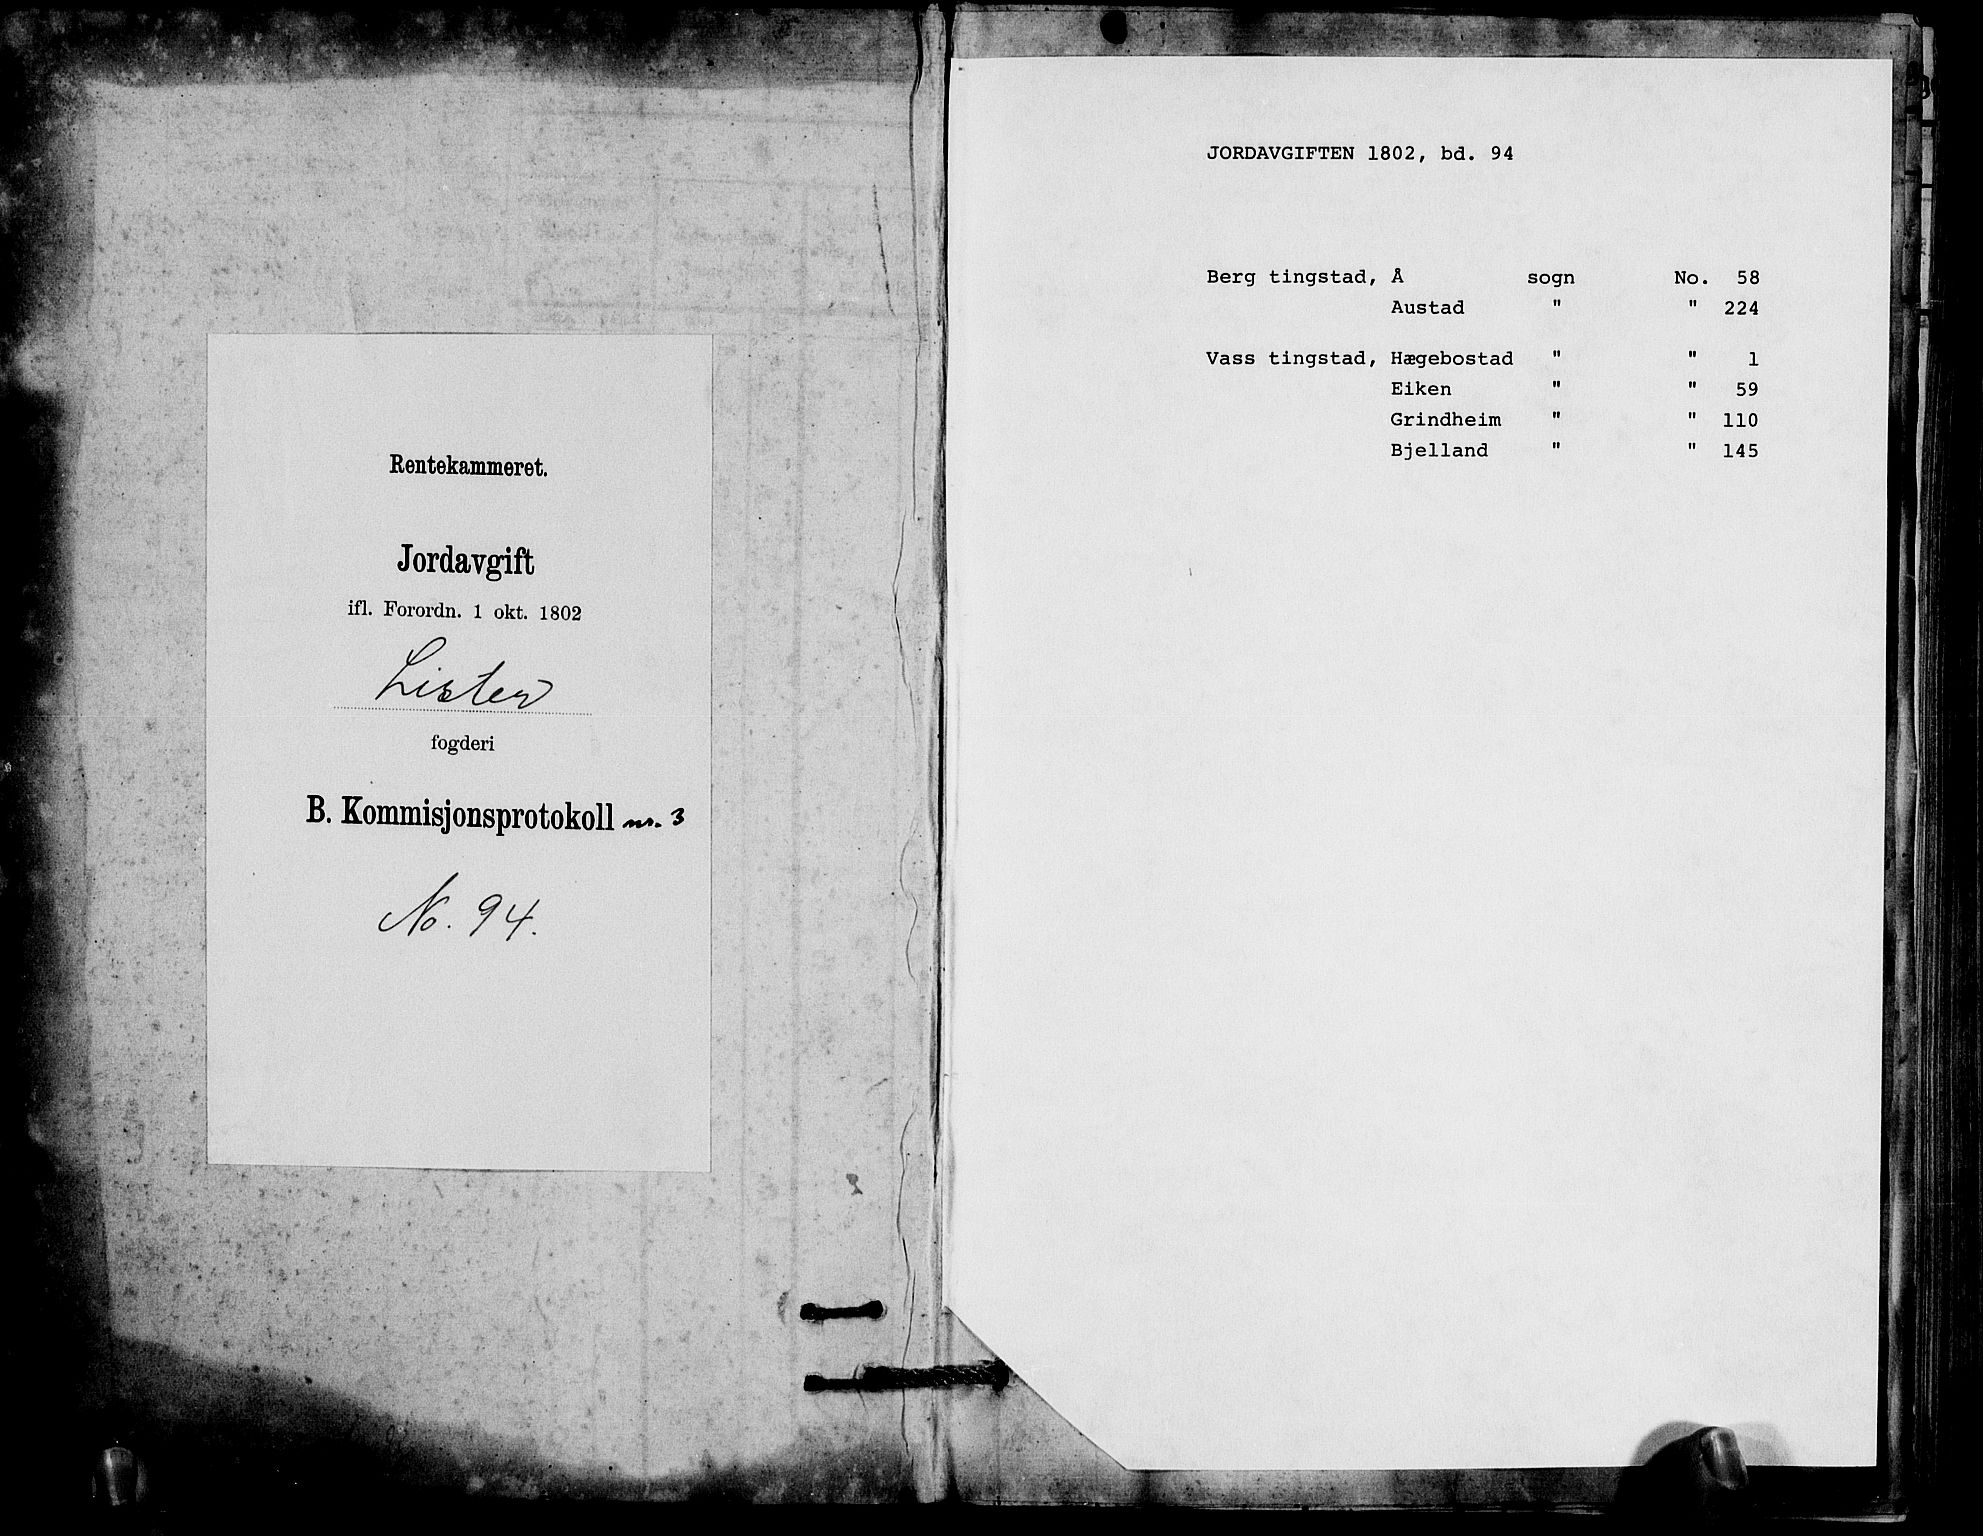 Rentekammeret.
Jordavgift
ifl. Forordn. 1 okt. 1802
Lister
fogderi
B. Kommisjonsprotokoll nr. 3
No. 94.
JORDAVGIFTEN 1802, bd. 94
Berg tingstad, Å sogn No. 58
Austad " " 224
Vass tingstad, Hægebostad " " 1
Eiken " " 59
Grindheim " " 110
Bjelland " " 145